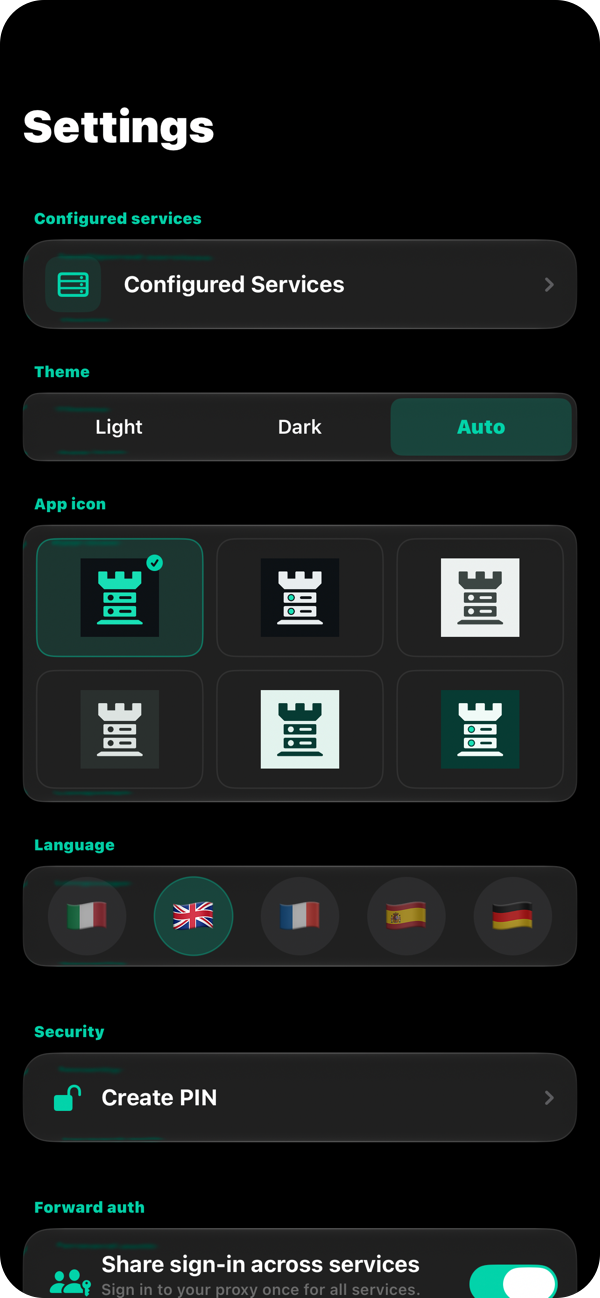 Settings
Configured services
Configured Services
Theme
Light Dark Auto
App icon
Language
Security
Create PIN
Forward auth
Share sign-in across services
Sign in to your proxy once for all services.